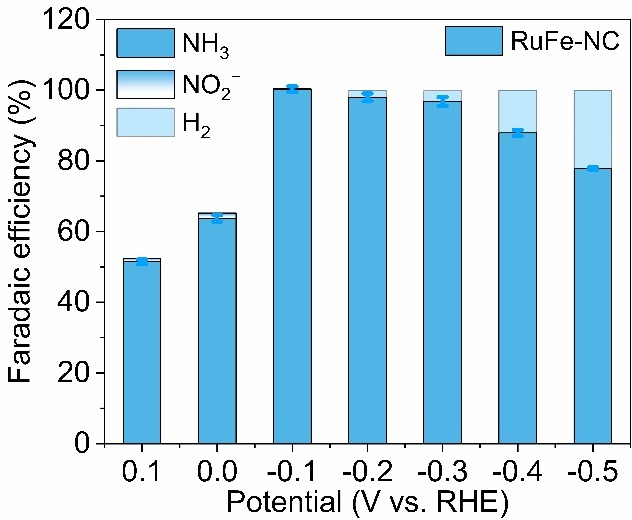 NH₃
NO₂⁻
H₂
RuFe-NC
Faradaic efficiency (%)
120
100
80
60
40
20
0
0.1 0.0 -0.1 -0.2 -0.3 -0.4 -0.5
Potential (V vs. RHE)